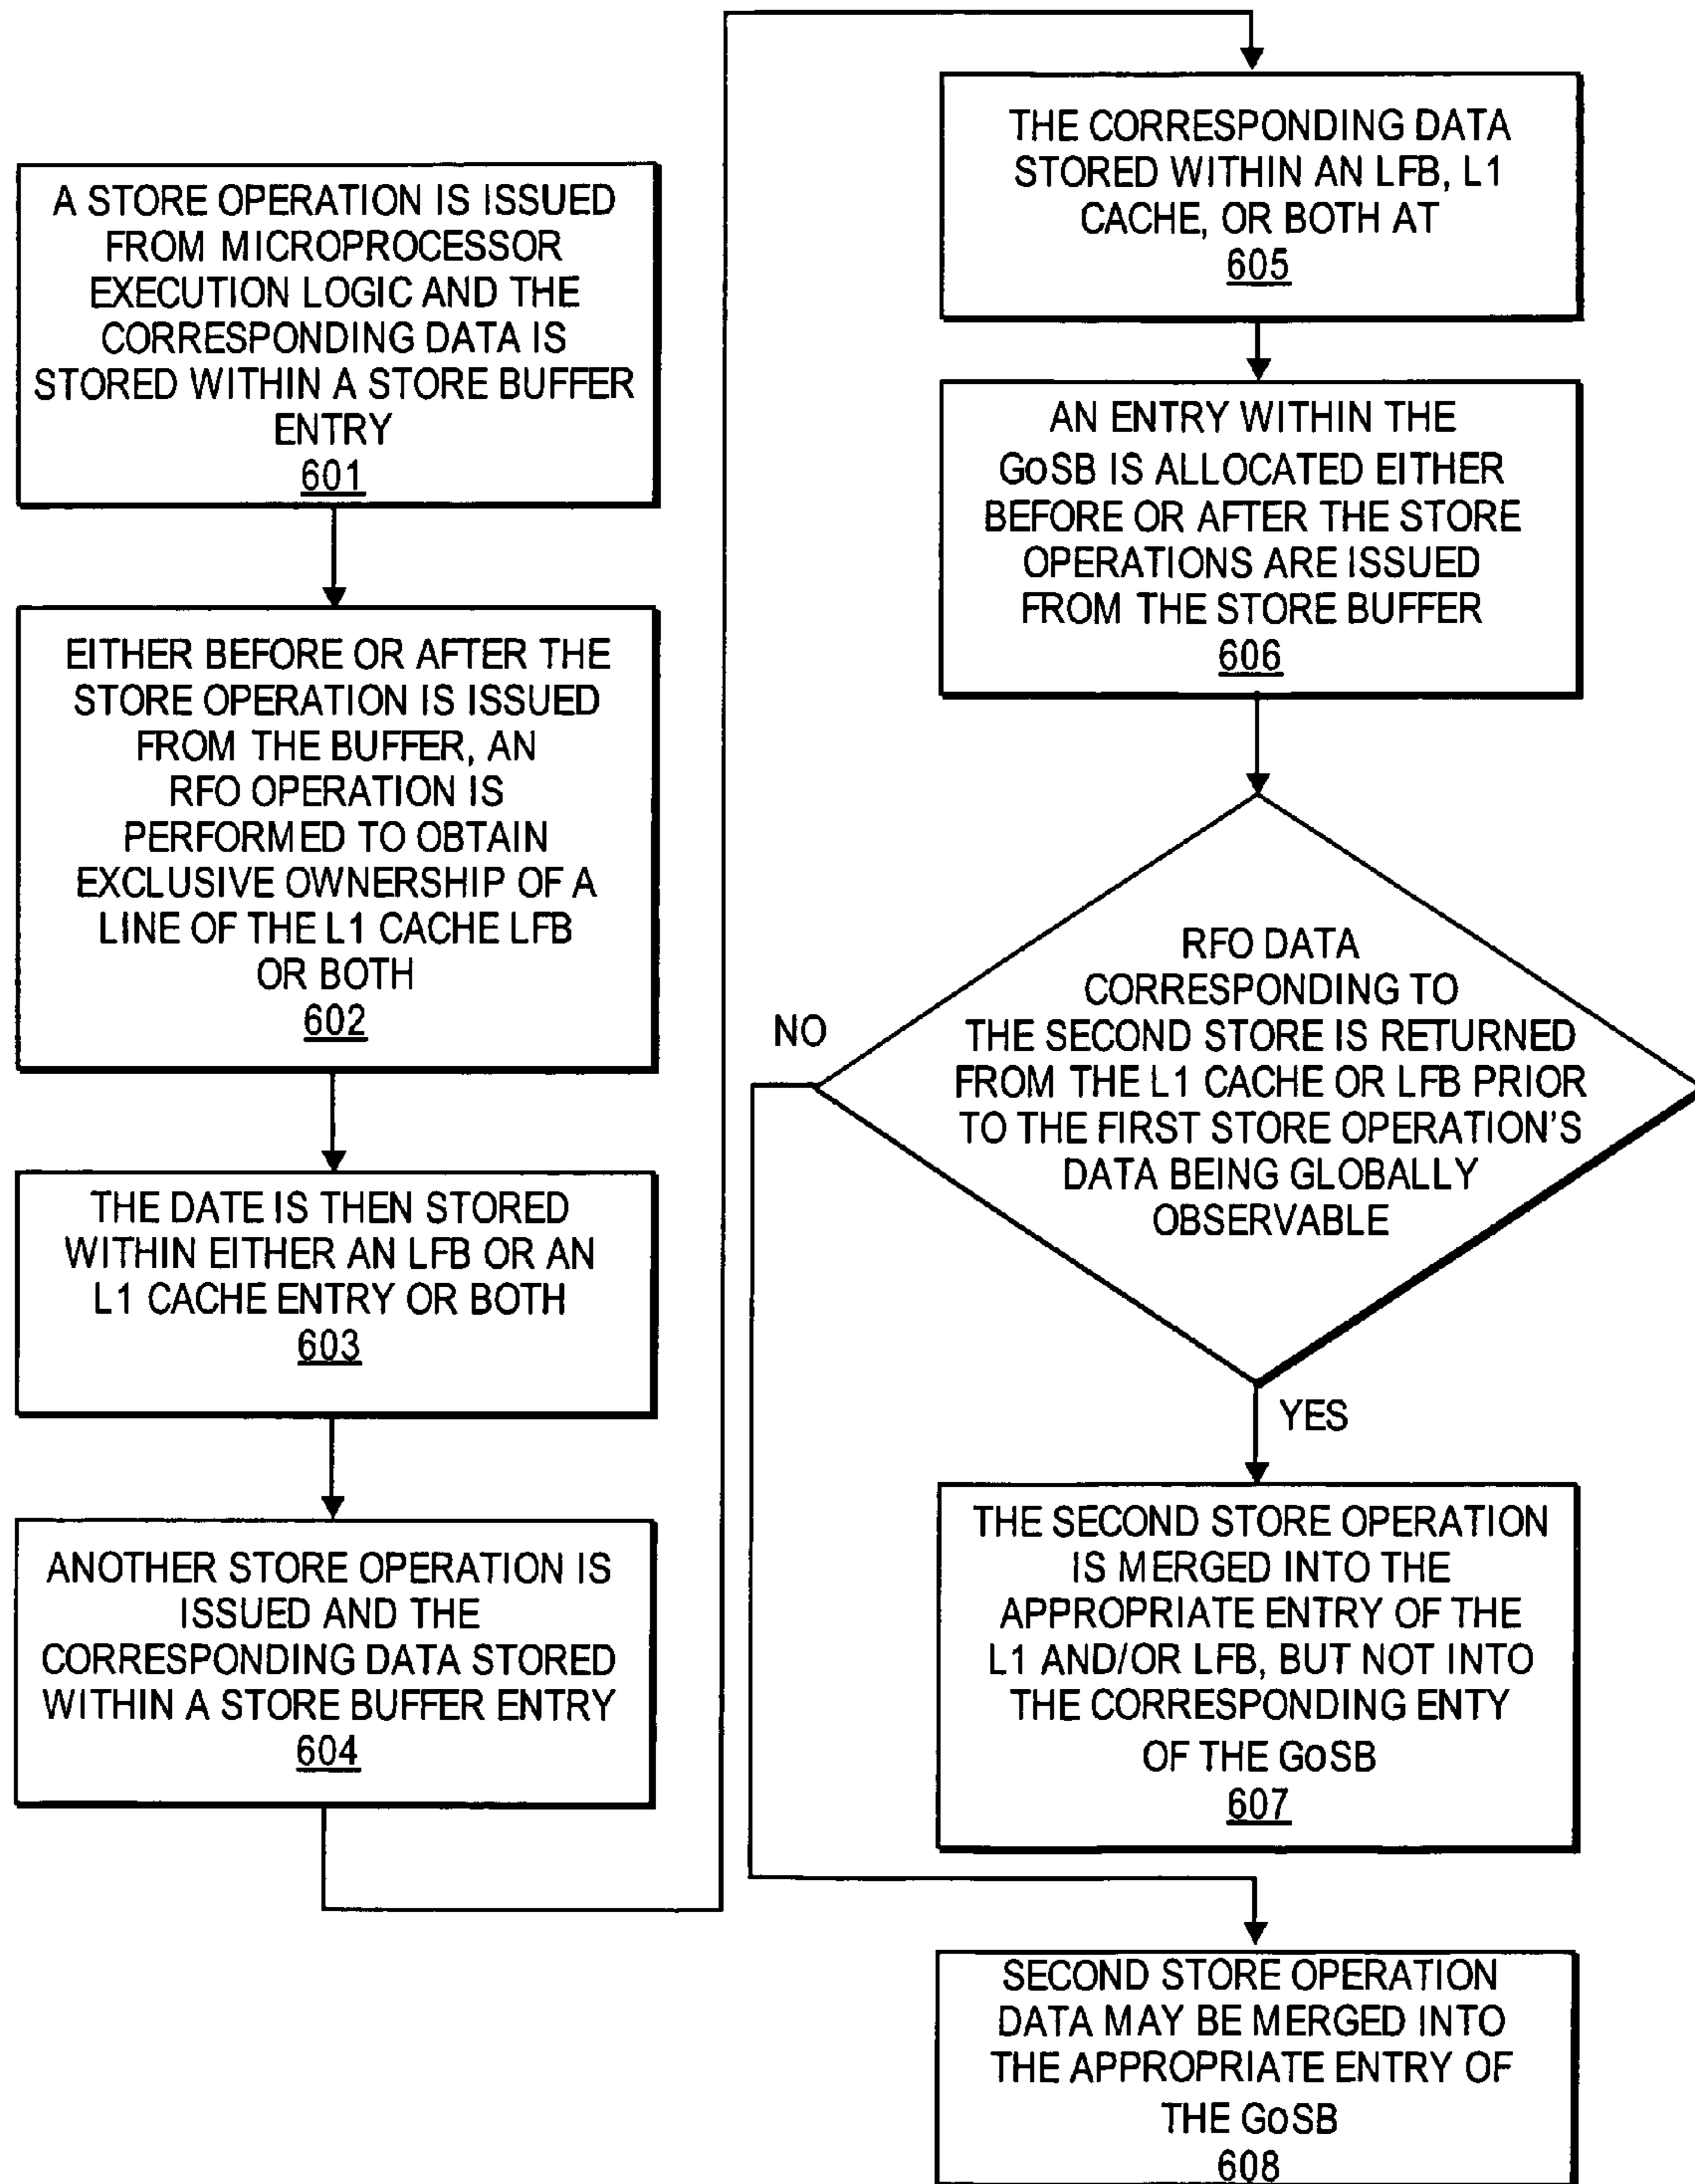 A STORE OPERATION IS ISSUED
FROM MICROPROCESSOR
EXECUTION LOGIC AND THE
CORRESPONDING DATA IS
STORED WITHIN A STORE BUFFER
ENTRY
601
EITHER BEFORE OR AFTER THE
STORE OPERATION IS ISSUED
FROM THE BUFFER, AN
RFO OPERATION IS
PERFORMED TO OBTAIN
EXCLUSIVE OWNERSHIP OF A
LINE OF THE L1 CACHE LFB
OR BOTH
602
THE DATE IS THEN STORED
WITHIN EITHER AN LFB OR AN
L1 CACHE ENTRY OR BOTH
603
ANOTHER STORE OPERATION IS
ISSUED AND THE
CORRESPONDING DATA STORED
WITHIN A STORE BUFFER ENTRY
604
THE CORRESPONDING DATA
STORED WITHIN AN LFB, L1
CACHE, OR BOTH AT
605
AN ENTRY WITHIN THE
GoSB IS ALLOCATED EITHER
BEFORE OR AFTER THE STORE
OPERATIONS ARE ISSUED
FROM THE STORE BUFFER
606
RFO DATA
CORRESPONDING TO
THE SECOND STORE IS RETURNED
FROM THE L1 CACHE OR LFB PRIOR
TO THE FIRST STORE OPERATION'S
DATA BEING GLOBALLY
OBSERVABLE
NO
YES
THE SECOND STORE OPERATION
IS MERGED INTO THE
APPROPRIATE ENTRY OF THE
L1 AND/OR LFB, BUT NOT INTO
THE CORRESPONDING ENTY
OF THE GoSB
607
SECOND STORE OPERATION
DATA MAY BE MERGED INTO
THE APPROPRIATE ENTRY OF
THE GoSB
608